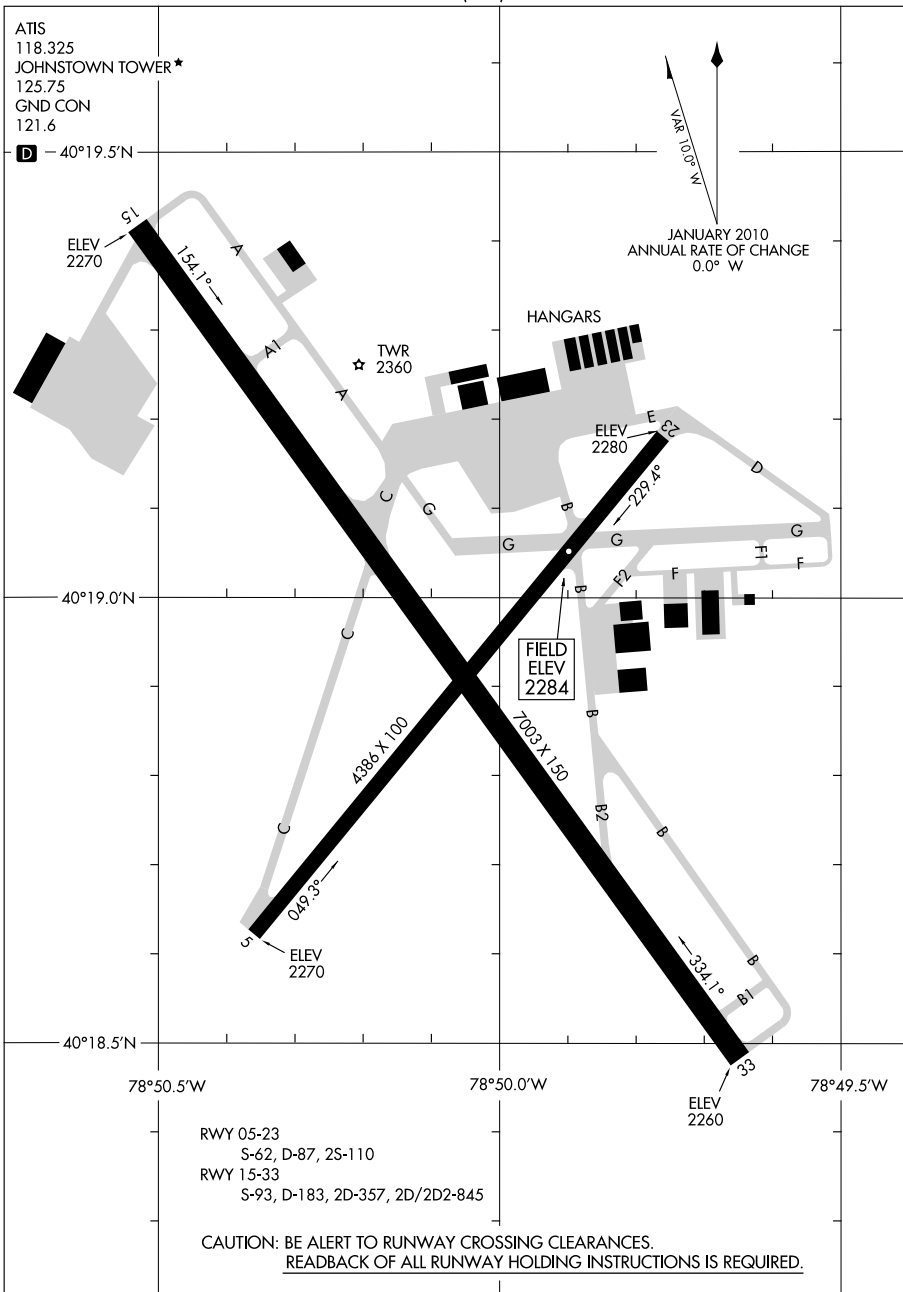 ATIS
118.325
JOHNSTOWN TOWER★
125.75
GND CON
121.6
D
40°19.5'N
VAR 10.0° W
JANUARY 2010
ANNUAL RATE OF CHANGE
0.0° W
15
ELEV
2270
154.1°
A
A1
A
TWR
2360
HANGARS
E
ELEV
2280
23
229.4°
D
C
G
B
G
G
G
F1
F
F
F2
B
40°19.0'N
C
FIELD
ELEV
2284
B
4386 X 100
7003 X 150
B2
B
C
049.3°
5
ELEV
2270
334.1°
B
B1
40°18.5'N
33
78°50.5'W
78°50.0'W
78°49.5'W
ELEV
2260
RWY 05-23
S-62, D-87, 2S-110
RWY 15-33
S-93, D-183, 2D-357, 2D/2D2-845
CAUTION: BE ALERT TO RUNWAY CROSSING CLEARANCES.
READBACK OF ALL RUNWAY HOLDING INSTRUCTIONS IS REQUIRED.